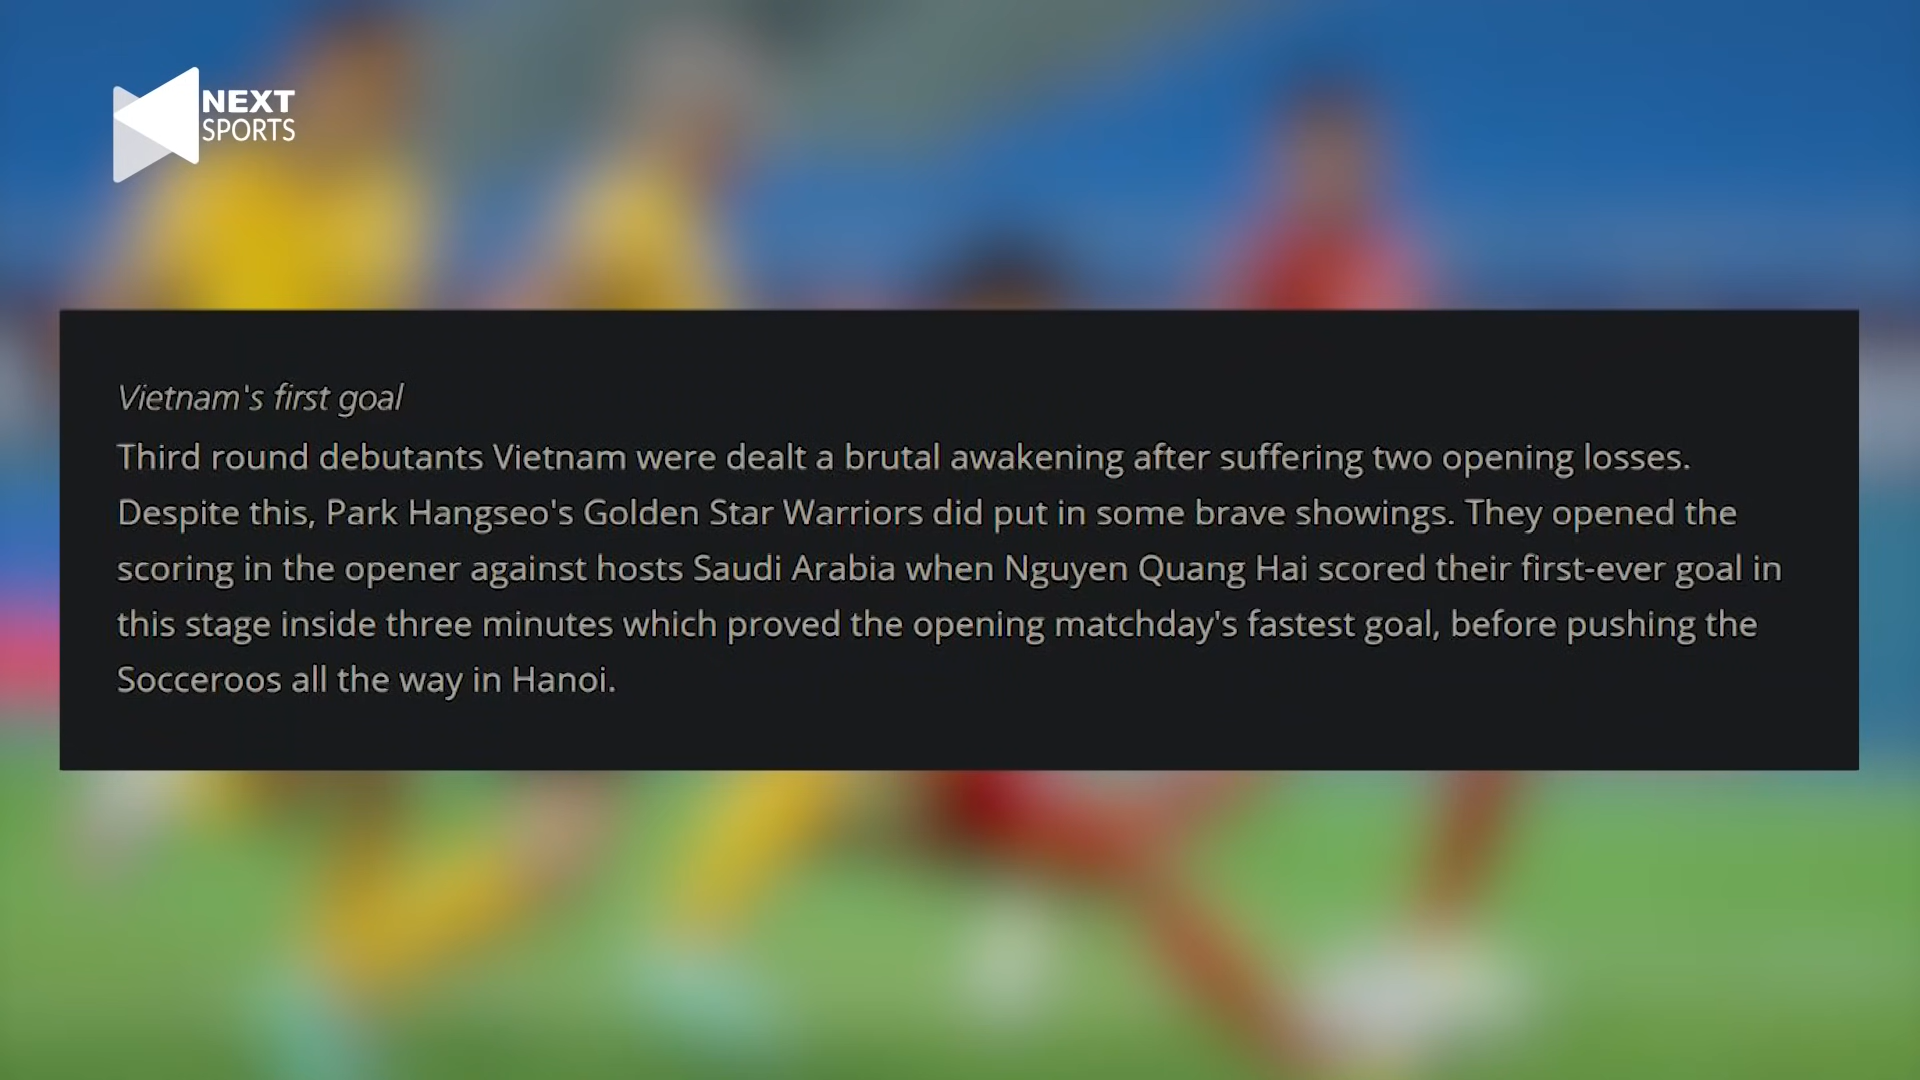 NEXT
SPORTS
Vietnam's first goal
Third round debutants Vietnam were dealt a brutal awakening after suffering two opening losses.
Despite this, Park Hangseo's Golden Star Warriors did put in some brave showings. They opened the
scoring in the opener against hosts Saudi Arabia when Nguyen Quang Hai scored their first-ever goal in
this stage inside three minutes which proved the opening matchday's fastest goal, before pushing the
Socceroos all the way in Hanoi.